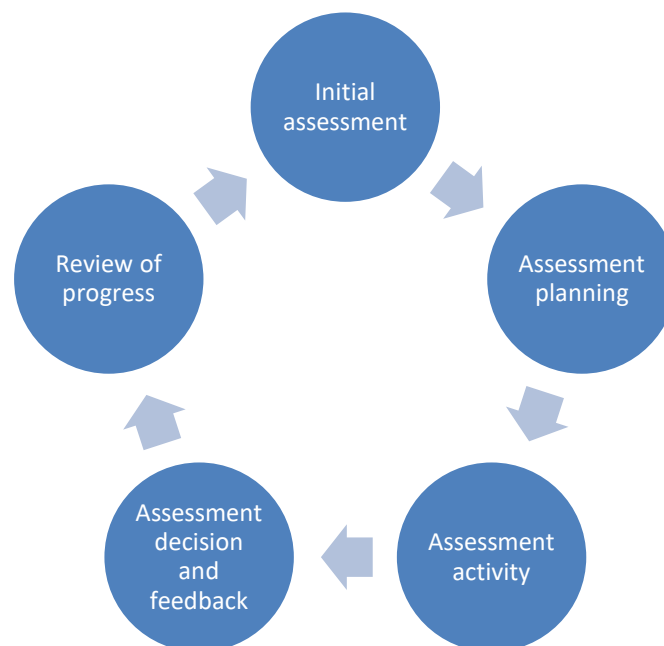 Initial
assessment
Assessment
planning
Assessment
activity
Assessment
decision
and
feedback
Review of
progress